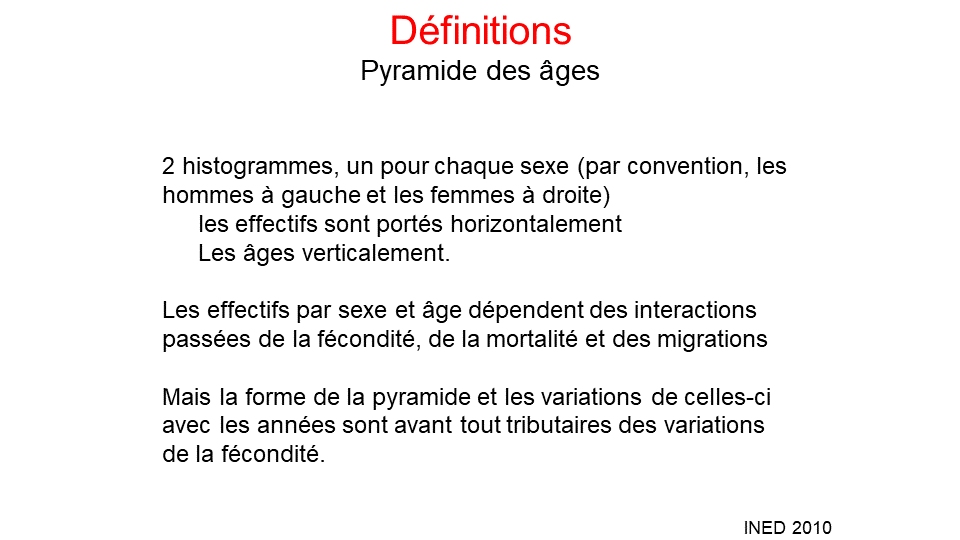 Définitions
Pyramide des âges
2 histogrammes, un pour chaque sexe (par convention, les
hommes à gauche et les femmes à droite)
les effectifs sont portés horizontalement
Les âges verticalement.
Les effectifs par sexe et âge dépendent des interactions
passées de la fécondité, de la mortalité et des migrations
Mais la forme de la pyramide et les variations de celles-ci
avec les années sont avant tout tributaires des variations
de la fécondité.
INED 2010